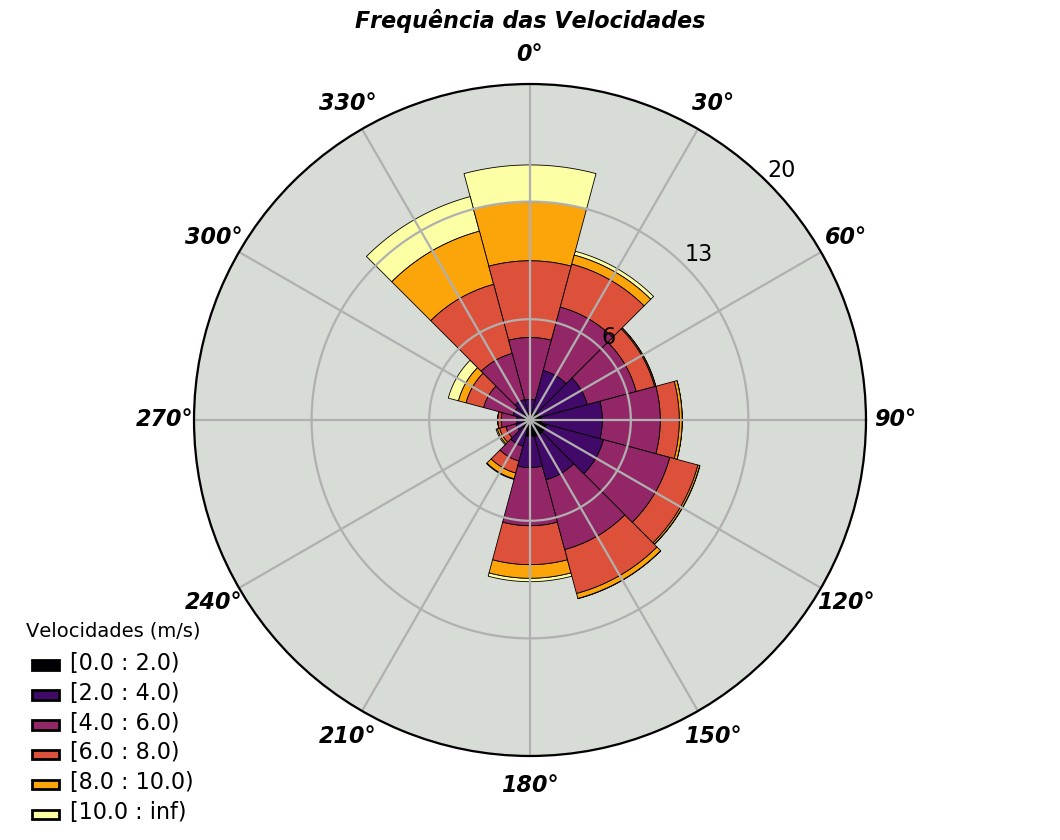 Frequência das Velocidades
0°
330°
30°
20
300°
60°
13
6
270°
90°
240°
120°
Velocidades (m/s)
[0.0 : 2.0)
[2.0 : 4.0)
[4.0 : 6.0)
210°
150°
[6.0 : 8.0)
180°
[8.0 : 10.0)
[10.0 : inf)